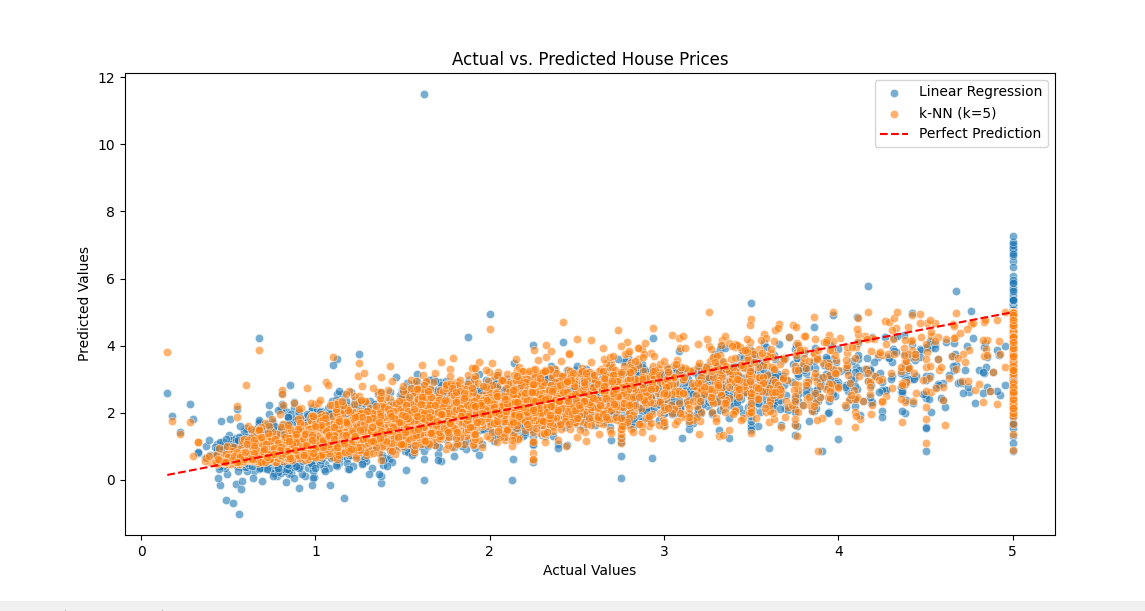 Actual vs. Predicted House Prices
Linear Regression
k-NN (k=5)
Perfect Prediction
12
10
8
6
4
2
0
Predicted Values
0 1 2 3 4 5
Actual Values